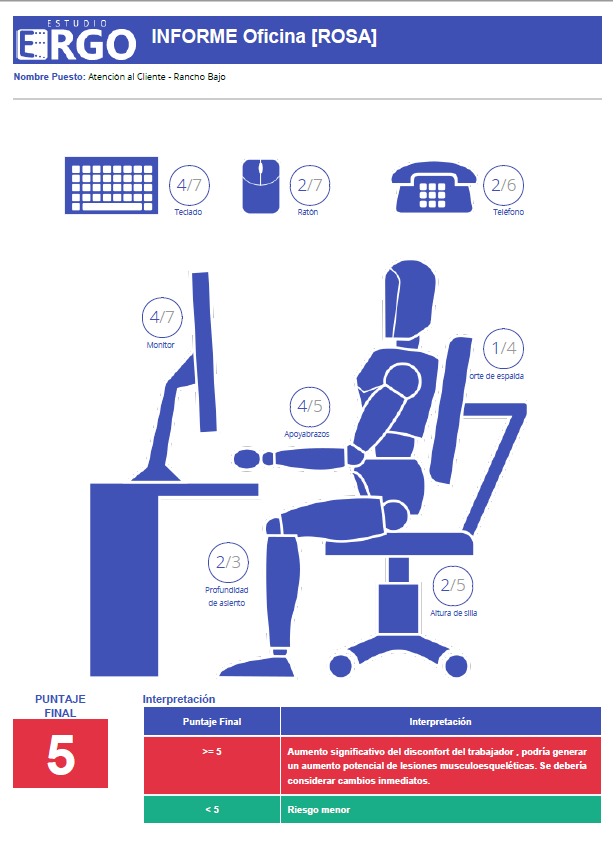 ESTUDIO
ERGO
INFORME Oficina [ROSA]
Nombre Puesto: Atención al Cliente - Rancho Bajo
4/7
Teclado
2/7
Ratón
2/6
Teléfono
4/7
Monitor
1/4
orte de espalda
4/5
Apoyabrazos
2/3
Profundidad
de asiento
2/5
Altura de silla
PUNTAJE
FINAL
5
Interpretación
Puntaje Final Interpretación
>= 5 Aumento significativo del disconfort del trabajador , podría generar
un aumento potencial de lesiones musculoesqueléticas. Se debería
considerar cambios inmediatos.
< 5 Riesgo menor